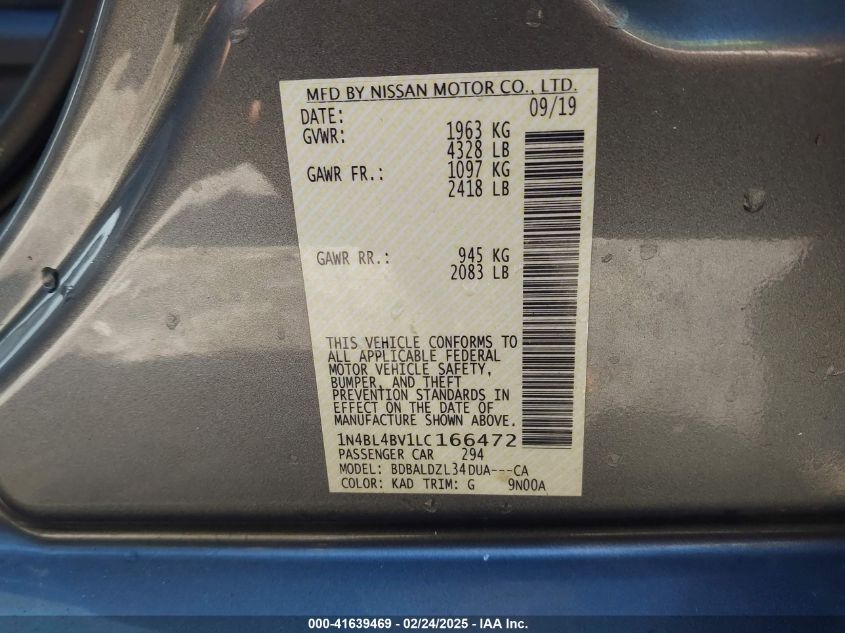 MFD BY NISSAN MOTOR CO., LTD.
DATE: 09/19
GVWR: 1963 KG
4328 LB
GAWR FR.: 1097 KG
2418 LB
GAWR RR.: 945 KG
2083 LB
THIS VEHICLE CONFORMS TO
ALL APPLICABLE FEDERAL
MOTOR VEHICLE SAFETY,
BUMPER, AND THEFT
PREVENTION STANDARDS IN
EFFECT ON THE DATE OF
MANUFACTURE SHOWN ABOVE.
1N4BL4BV1LC166472
PASSENGER CAR 294
MODEL: BDBALDZL34DUA---CA
COLOR: KAD TRIM: G 9N00A
000-41639469 - 02/24/2025 - IAA Inc.